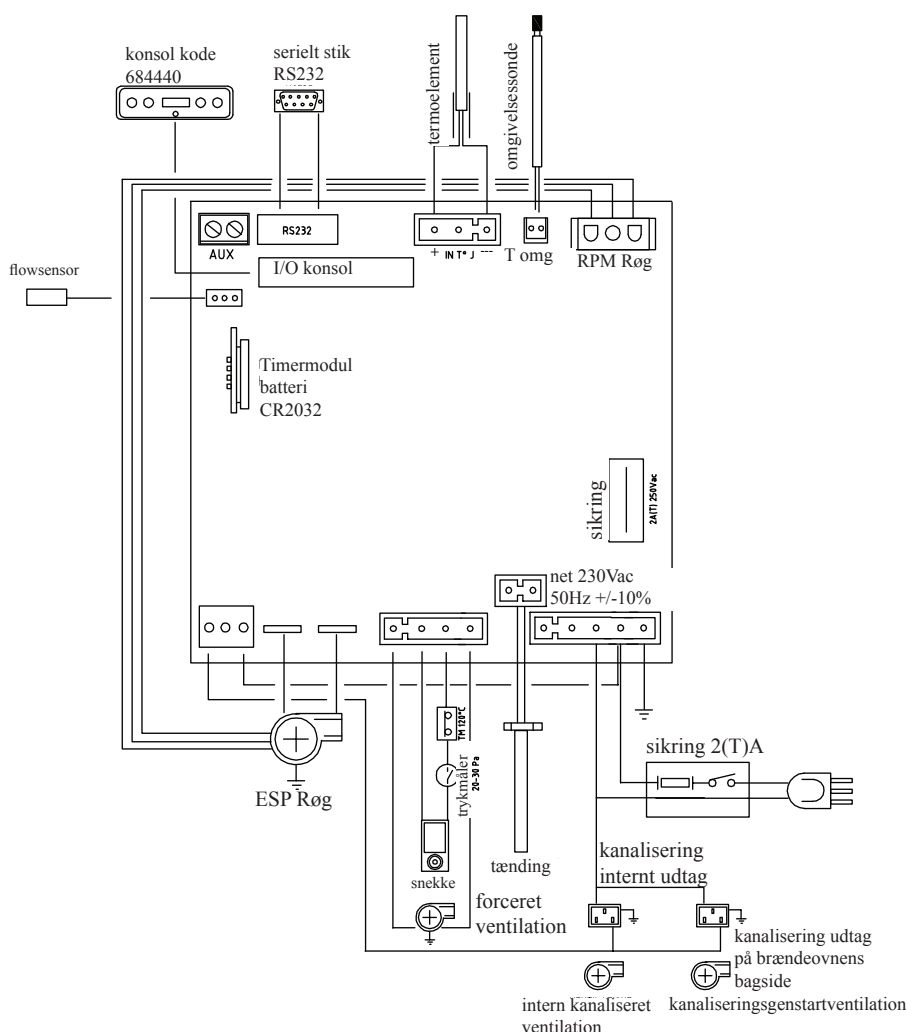 konsol kode
684440
serielt stik
RS232
termoelement
omgivelsessonde
AUX
RS232
+ IN T° J ---
T omg
RPM Røg
I/O konsol
flowsensor
Timermodul
batteri
CR2032
sikring
2A(T) 250Vac
net 230Vac
50Hz +/-10%
TM 120°C
trykmåler
20-30 Pa
ESP Røg
sikring 2(T)A
snekke
tænding
kanalisering
internt udtag
forceret
ventilation
kanalisering udtag
på brændeovnens
bagside
intern kanaliseret
ventilation
kanaliseringsgenstartventilation